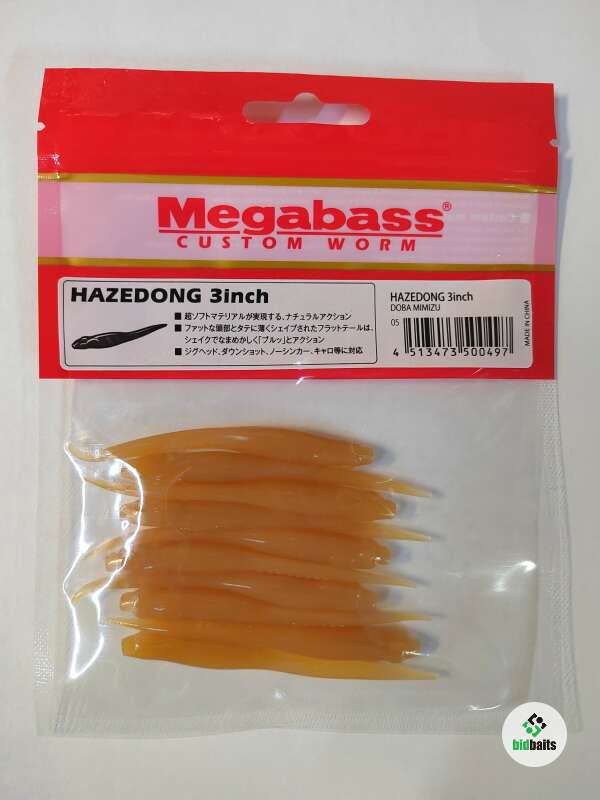 Megabass®
CUSTOM WORM
HAZEDONG 3inch
■ 超ソフトマテリアルが実現する、ナチュラルアクション
■ ファットな頭部とタテに薄くシェイプされたフラットテールは、
シェイクでなまめかしく「プルッ」とアクション
■ ジグヘッド、ダウンショット、ノーシンカー、キャロ等に対応
HAZEDONG 3inch
DOBA MIMIZU
05
4 513473 500497
MADE IN CHINA
bidbaits